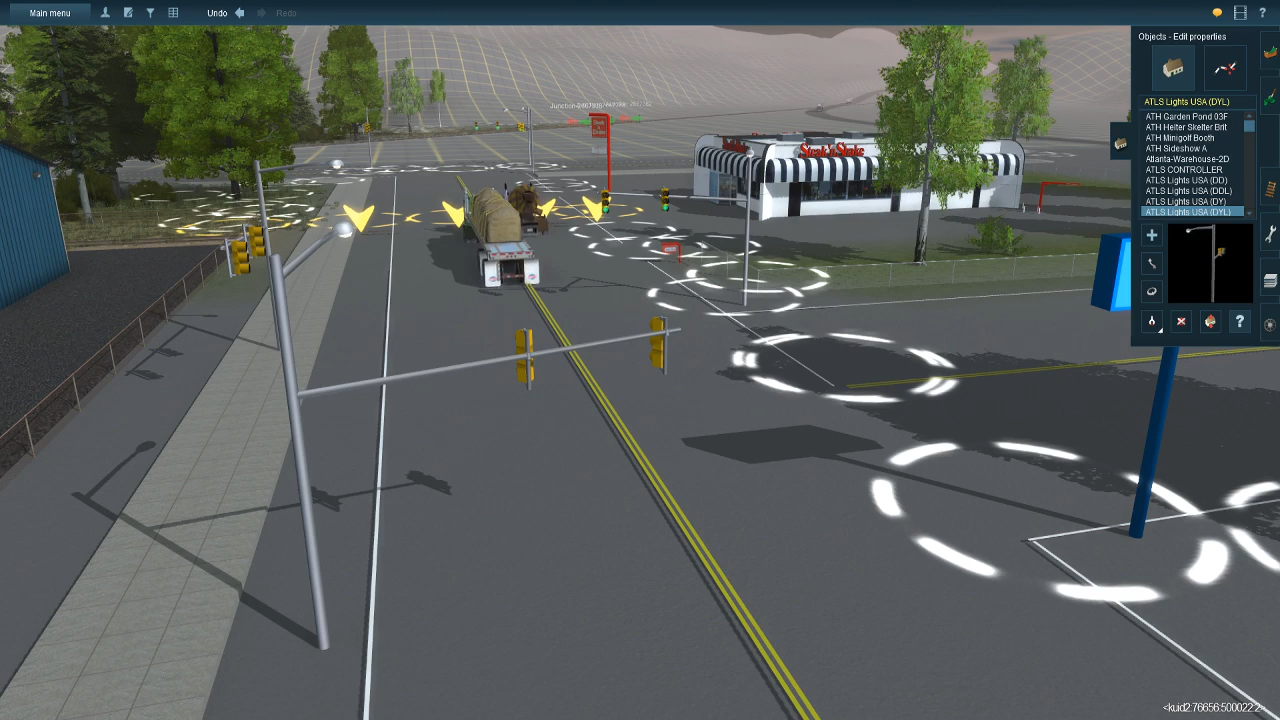 Main menu
Undo
Redo
Objects - Edit properties
ATLS Lights USA (DYL)
ATH Garden Pond 03F
ATH Helter Skelter Brit
ATH Minigolf Booth
ATH Sideshow A
Atlanta-Warehouse-2D
ATLS CONTROLLER
ATLS Lights USA (DD)
ATLS Lights USA (DDL)
ATLS Lights USA (DY)
ATLS Lights USA (DYL)
?
Steak'n Shake
<kuid2:76656:500022:2>